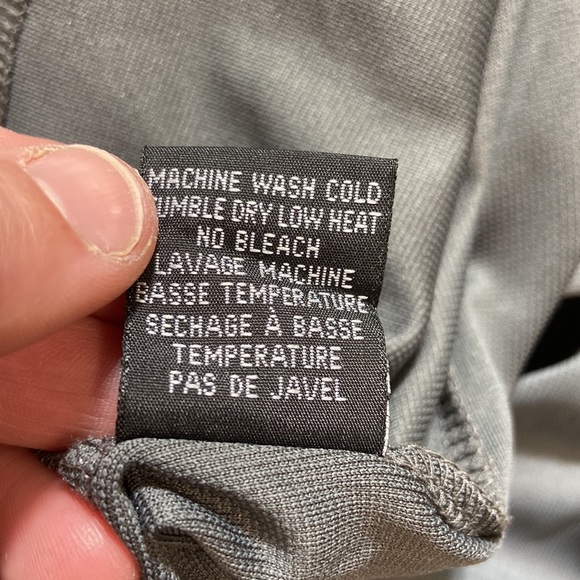 MACHINE WASH COLD
TUMBLE DRY LOW HEAT
NO BLEACH
LAVAGE MACHINE
BASSE TEMPERATURE
SECHAGE À BASSE
TEMPERATURE
PAS DE JAVEL